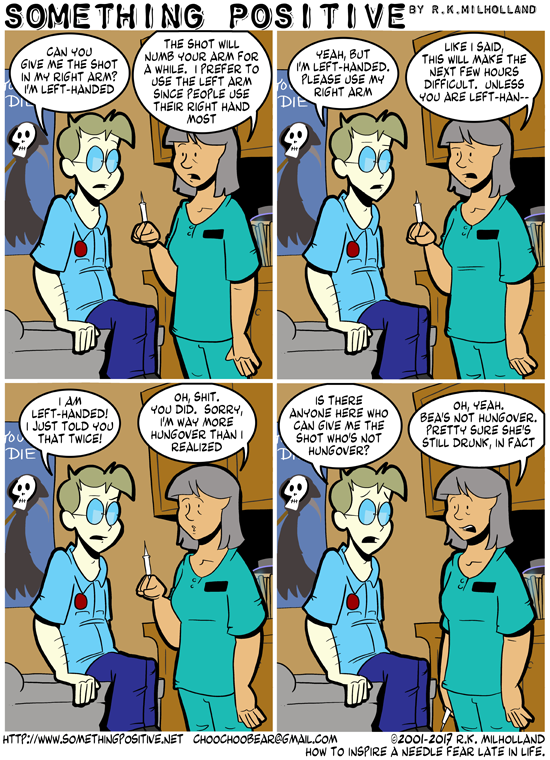 SOMETHING POSITIVE BY R.K.MILHOLLAND
CAN YOU
GIVE ME THE SHOT
IN MY RIGHT ARM?
I'M LEFT-HANDED
THE SHOT WILL
NUMB YOUR ARM FOR
A WHILE. I PREFER TO
USE THE LEFT ARM
SINCE PEOPLE USE
THEIR RIGHT HAND
MOST
DIE
YEAH, BUT
I'M LEFT-HANDED.
PLEASE USE MY
RIGHT ARM
LIKE I SAID,
THIS WILL MAKE THE
NEXT FEW HOURS
DIFFICULT. UNLESS
YOU ARE LEFT-HAN--
DIE
I AM
LEFT-HANDED!
I JUST TOLD YOU
THAT TWICE!
OH, SHIT.
YOU DID. SORRY,
I'M WAY MORE
HUNGOVER THAN I
REALIZED
YOU
DIE
IS THERE
ANYONE HERE WHO
CAN GIVE ME THE
SHOT WHO'S NOT
HUNGOVER?
OH, YEAH.
BEA'S NOT HUNGOVER.
PRETTY SURE SHE'S
STILL DRUNK, IN FACT
HTTP://WWW.SOMETHINGPOSITIVE.NET CHOOCHOOBEAR@GMAIL.COM ©2001-2017 R.K. MILHOLLAND
HOW TO INSPIRE A NEEDLE FEAR LATE IN LIFE.